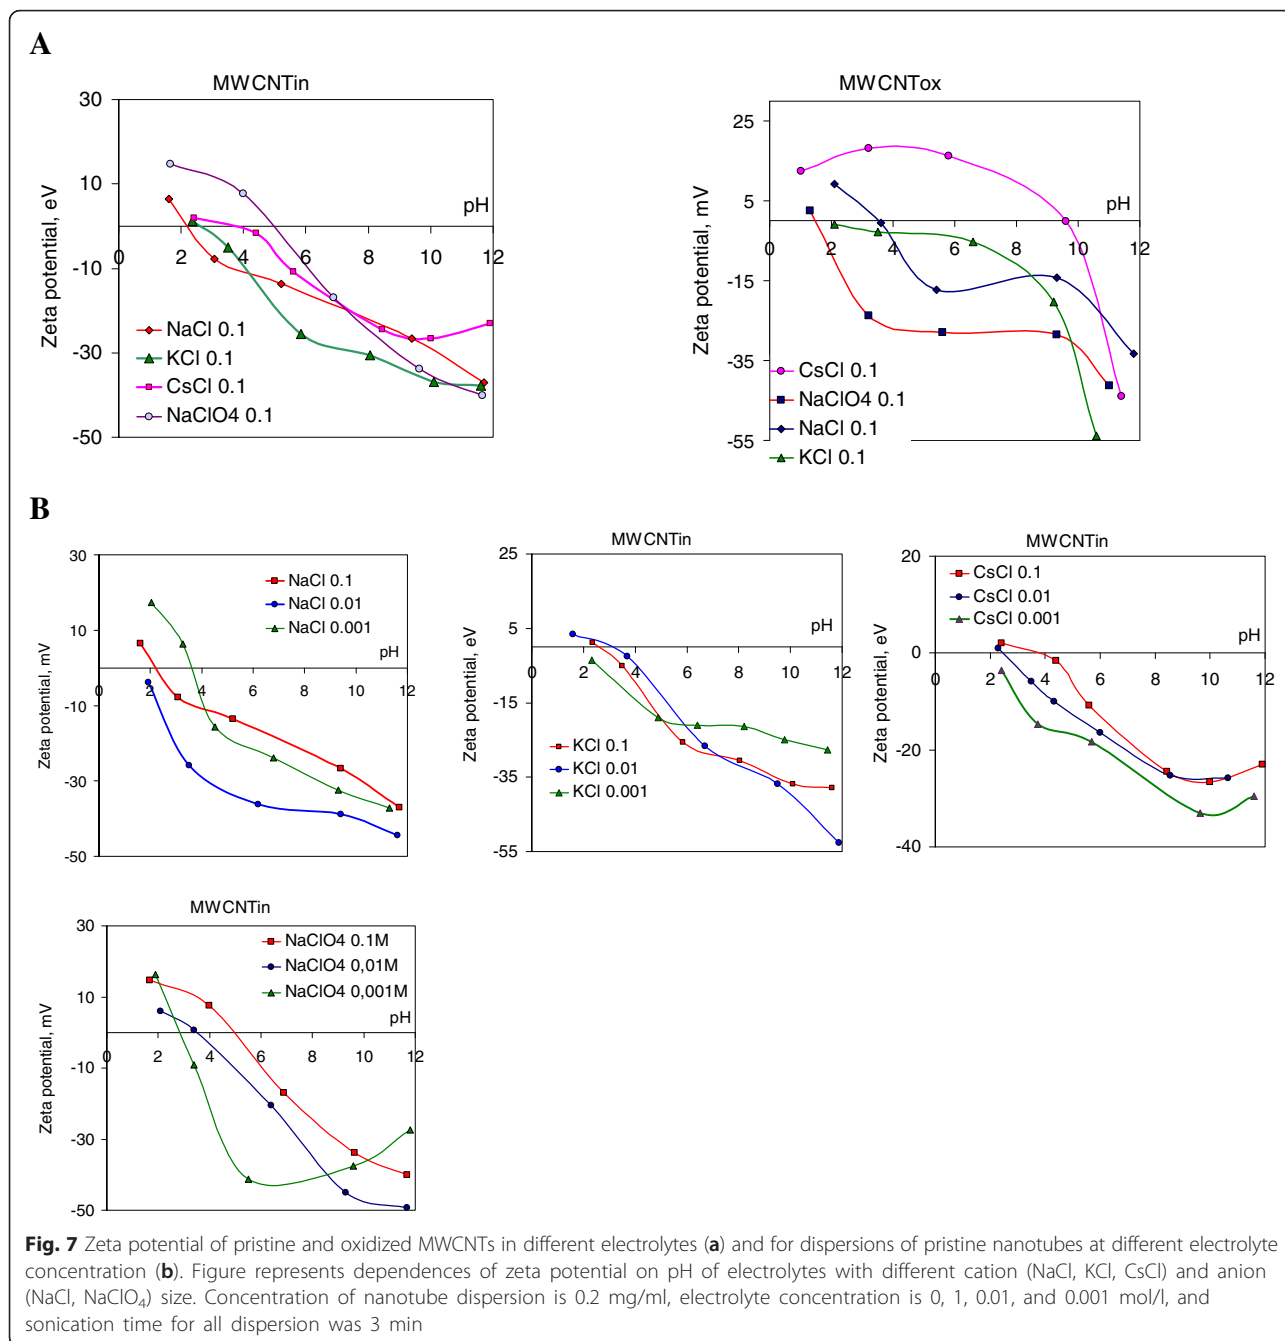 A
MWCNTin
30
10
-10
-30
-50
0
2
4
6
8
10
12
pH
Zeta potential, eV
NaCl 0.1
KCl 0.1
CsCl 0.1
NaClO4 0.1
MWCNTox
25
5
-15
-35
-55
0
2
4
6
8
10
12
pH
Zeta potential, mV
CsCl 0.1
NaClO4 0.1
NaCl 0.1
KCl 0.1
B
30
10
-10
-30
-50
0
2
4
6
8
10
12
pH
Zeta potential, mV
NaCl 0.1
NaCl 0.01
NaCl 0.001
MWCNTin
25
5
-15
-35
-55
0
2
4
6
8
10
12
pH
Zeta potential, eV
KCl 0.1
KCl 0.01
KCl 0.001
MWCNTin
20
0
-20
-40
0
2
4
6
8
10
12
pH
Zeta potential, eV
CsCl 0.1
CsCl 0.01
CsCl 0.001
MWCNTin
30
10
-10
-30
-50
0
2
4
6
8
10
12
pH
Zeta potential, mV
NaClO4 0.1M
NaClO4 0,01M
NaClO4 0,001M
Fig. 7 Zeta potential of pristine and oxidized MWCNTs in different electrolytes (a) and for dispersions of pristine nanotubes at different electrolyte
concentration (b). Figure represents dependences of zeta potential on pH of electrolytes with different cation (NaCl, KCl, CsCl) and anion
(NaCl, NaClO₄) size. Concentration of nanotube dispersion is 0.2 mg/ml, electrolyte concentration is 0, 1, 0.01, and 0.001 mol/l, and
sonication time for all dispersion was 3 min